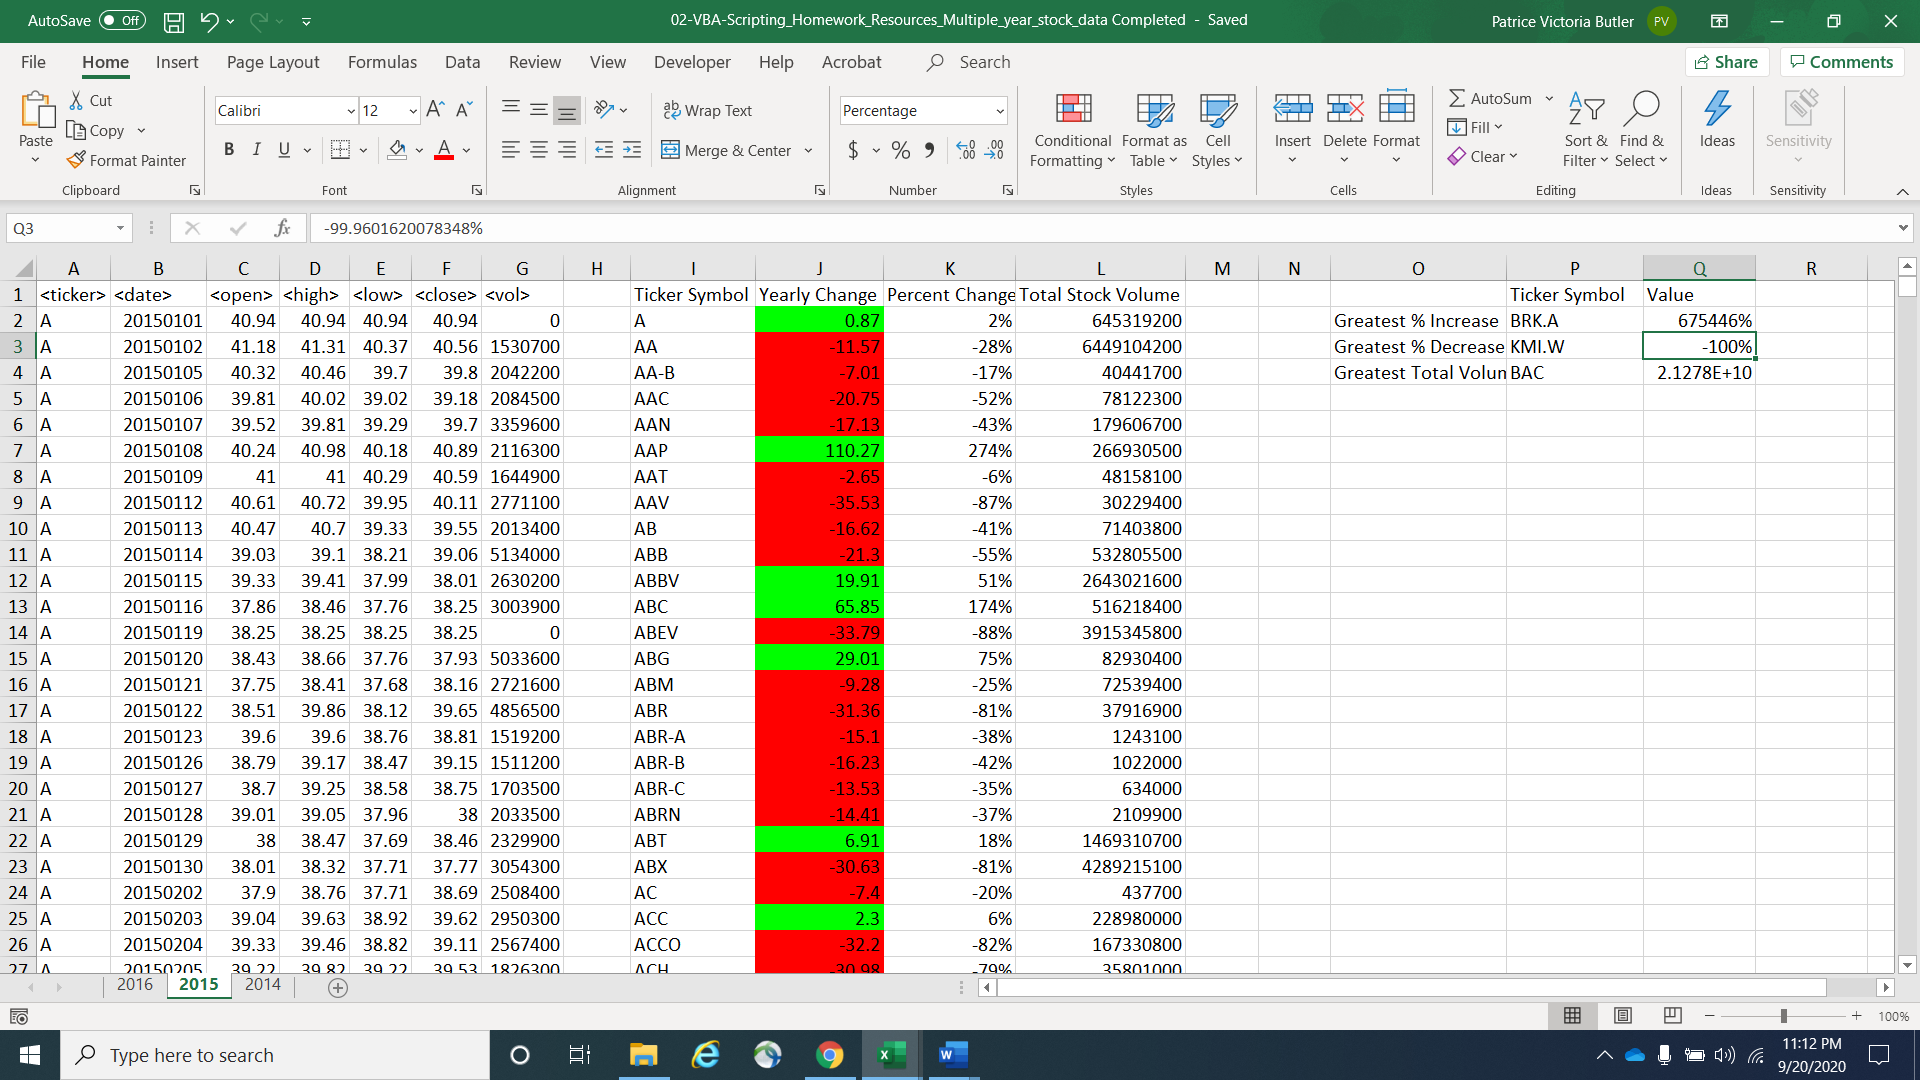 AutoSave Off 02-VBA-Scripting_Homework_Resources_Multiple_year_stock_data Completed - Saved Patrice Victoria Butler PV
File Home Insert Page Layout Formulas Data Review View Developer Help Acrobat Search Share Comments
Cut
Copy
Format Painter
Paste
Clipboard
Calibri 12
B I U A
Font
Wrap Text
Merge & Center
Alignment
Percentage
$ % 9
Number
Conditional Formatting
Format as Table
Cell Styles
Styles
Insert Delete Format
Cells
AutoSum
Fill
Clear
Sort & Filter
Find & Select
Editing
Ideas
Ideas
Sensitivity
Sensitivity
Q3 fx -99.9601620078348%
A B C D E F G H I J K L M N O P Q R
1 <ticker> <date> <open> <high> <low> <close> <vol> Ticker Symbol Yearly Change Percent Change Total Stock Volume Ticker Symbol Value
2 A 20150101 40.94 40.94 40.94 40.94 0 A 0.87 2% 645319200 Greatest % Increase BRK.A 675446%
3 A 20150102 41.18 41.31 40.37 40.56 1530700 AA -11.57 -28% 6449104200 Greatest % Decrease KMI.W -100%
4 A 20150105 40.32 40.46 39.7 39.8 2042200 AA-B -7.01 -17% 40441700 Greatest Total Volun BAC 2.1278E+10
5 A 20150106 39.81 40.02 39.02 39.18 2084500 AAC -20.75 -52% 78122300
6 A 20150107 39.52 39.81 39.29 39.7 3359600 AAN -17.13 -43% 179606700
7 A 20150108 40.24 40.98 40.18 40.89 2116300 AAP 110.27 274% 266930500
8 A 20150109 41 41 40.29 40.59 1644900 AAT -2.65 -6% 48158100
9 A 20150112 40.61 40.72 39.95 40.11 2771100 AAV -35.53 -87% 30229400
10 A 20150113 40.47 40.7 39.33 39.55 2013400 AB -16.62 -41% 71403800
11 A 20150114 39.03 39.1 38.21 39.06 5134000 ABB -21.3 -55% 532805500
12 A 20150115 39.33 39.41 37.99 38.01 2630200 ABBV 19.91 51% 2643021600
13 A 20150116 37.86 38.46 37.76 38.25 3003900 ABC 65.85 174% 516218400
14 A 20150119 38.25 38.25 38.25 38.25 0 ABEV -33.79 -88% 3915345800
15 A 20150120 38.43 38.66 37.76 37.93 5033600 ABG 29.01 75% 82930400
16 A 20150121 37.75 38.41 37.68 38.16 2721600 ABM -9.28 -25% 72539400
17 A 20150122 38.51 39.86 38.12 39.65 4856500 ABR -31.36 -81% 37916900
18 A 20150123 39.6 39.6 38.76 38.81 1519200 ABR-A -15.1 -38% 1243100
19 A 20150126 38.79 39.17 38.47 39.15 1511200 ABR-B -16.23 -42% 1022000
20 A 20150127 38.7 39.25 38.58 38.75 1703500 ABR-C -13.53 -35% 634000
21 A 20150128 39.01 39.05 37.96 38 2033500 ABRN -14.41 -37% 2109900
22 A 20150129 38 38.47 37.69 38.46 2329900 ABT 6.91 18% 1469310700
23 A 20150130 38.01 38.32 37.71 37.77 3054300 ABX -30.63 -81% 4289215100
24 A 20150202 37.9 38.76 37.71 38.69 2508400 AC -7.4 -20% 437700
25 A 20150203 39.04 39.63 38.92 39.62 2950300 ACC 2.3 6% 228980000
26 A 20150204 39.33 39.46 38.82 39.11 2567400 ACCO -32.2 -82% 167330800
27 A 20150205 39.22 39.82 39.22 39.53 1826300 ACH -30.98 -79% 35801000
2016 2015 2014
100%
Type here to search
11:12 PM
9/20/2020